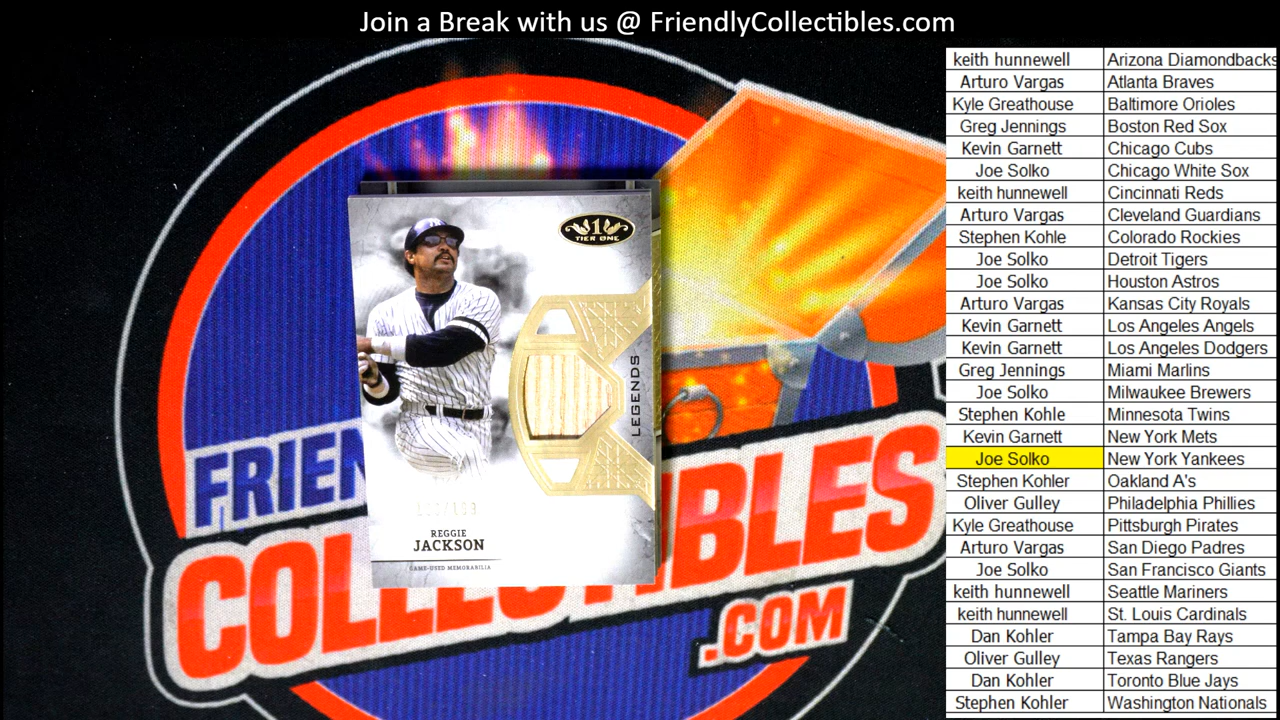 Join a Break with us @ FriendlyCollectibles.com
keith hunnewell Arizona Diamondbacks
Arturo Vargas Atlanta Braves
Kyle Greathouse Baltimore Orioles
Greg Jennings Boston Red Sox
Kevin Garnett Chicago Cubs
Joe Solko Chicago White Sox
keith hunnewell Cincinnati Reds
Arturo Vargas Cleveland Guardians
Stephen Kohle Colorado Rockies
Joe Solko Detroit Tigers
Joe Solko Houston Astros
Arturo Vargas Kansas City Royals
Kevin Garnett Los Angeles Angels
Kevin Garnett Los Angeles Dodgers
Greg Jennings Miami Marlins
Joe Solko Milwaukee Brewers
Stephen Kohle Minnesota Twins
Kevin Garnett New York Mets
Joe Solko New York Yankees
Stephen Kohler Oakland A's
Oliver Gulley Philadelphia Phillies
Kyle Greathouse Pittsburgh Pirates
Arturo Vargas San Diego Padres
Joe Solko San Francisco Giants
keith hunnewell Seattle Mariners
keith hunnewell St. Louis Cardinals
Dan Kohler Tampa Bay Rays
Oliver Gulley Texas Rangers
Dan Kohler Toronto Blue Jays
Stephen Kohler Washington Nationals
1
TIER ONE
LEGENDS
REGGIE
JACKSON
GAME-USED MEMORABILIA
FRIEN
COLLECTIBLES
.COM